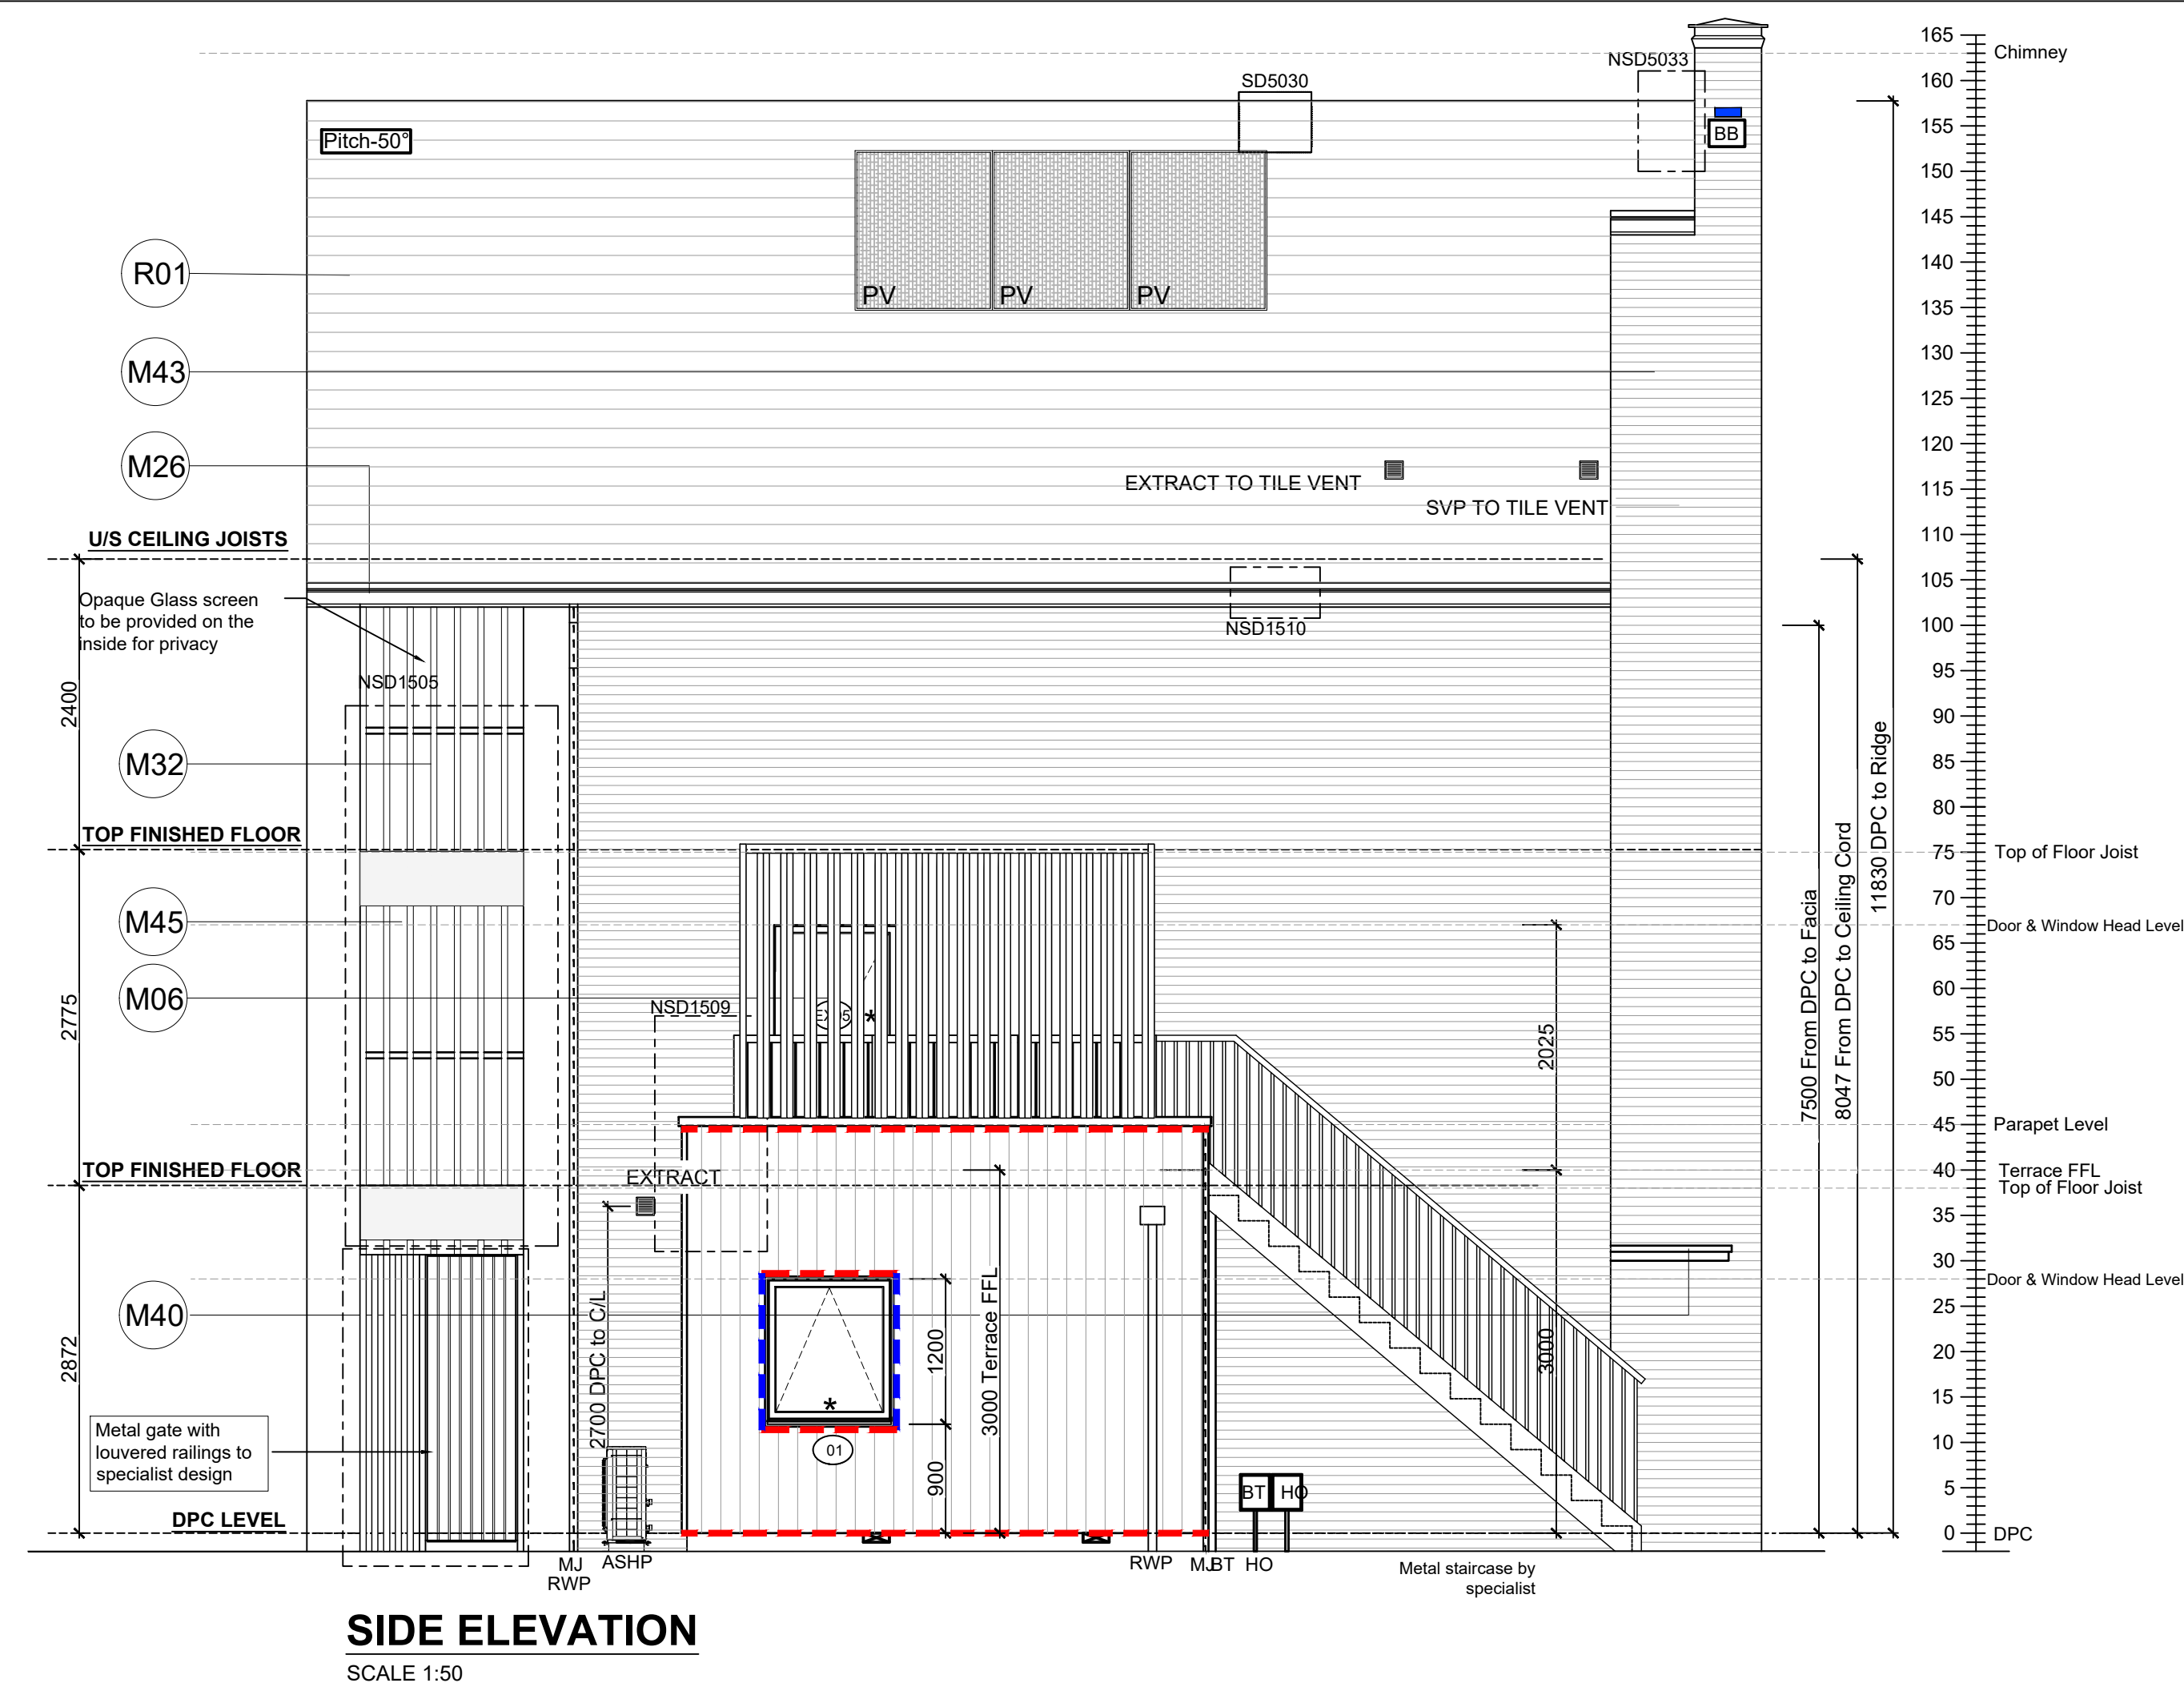 165
Chimney
NSD5033
SD5030
160
Pitch-50°
155
BB
150
145
R01
140
PV
PV
PV
135
130
M43
125
120
M26
EXTRACT TO TILE VENT
115
SVP TO TILE VENT
110
U/S CEILING JOISTS
105
Opaque Glass screen
to be provided on the
inside for privacy
NSD1510
100
NSD1505
95
2400
90
M32
85
11830 DPC to Ridge
80
TOP FINISHED FLOOR
75
Top of Floor Joist
8047 From DPC to Ceiling Cord
7500 From DPC to Facia
70
M45
Door & Window Head Level
65
M06
60
NSD1509
*
2775
55
2025
50
45
Parapet Level
TOP FINISHED FLOOR
40
Terrace FFL
EXTRACT
Top of Floor Joist
35
30
Door & Window Head Level
M40
25
2872
2700 DPC to C/L
1200
3000 Terrace FFL
3000
20
*
15
Metal gate with
louvered railings to
specialist design
01
900
10
BT
HO
5
DPC LEVEL
0
DPC
MJ
RWP
ASHP
RWP
MJ
BT
HO
Metal staircase by
specialist
SIDE ELEVATION
SCALE 1:50